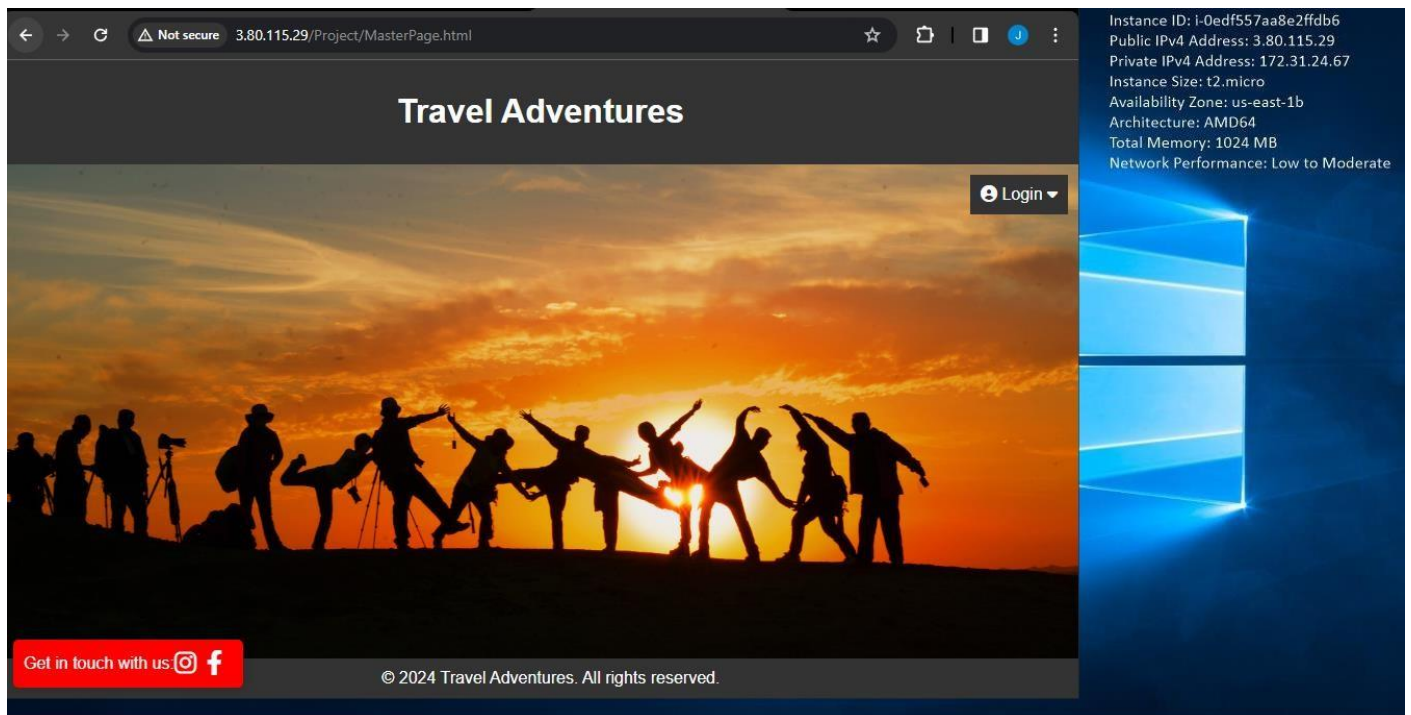 Not secure 3.80.115.29/Project/MasterPage.html
J
Travel Adventures
Login
Get in touch with us:
© 2024 Travel Adventures. All rights reserved.
Instance ID: i-0edf557aa8e2ffdb6
Public IPv4 Address: 3.80.115.29
Private IPv4 Address: 172.31.24.67
Instance Size: t2.micro
Availability Zone: us-east-1b
Architecture: AMD64
Total Memory: 1024 MB
Network Performance: Low to Moderate